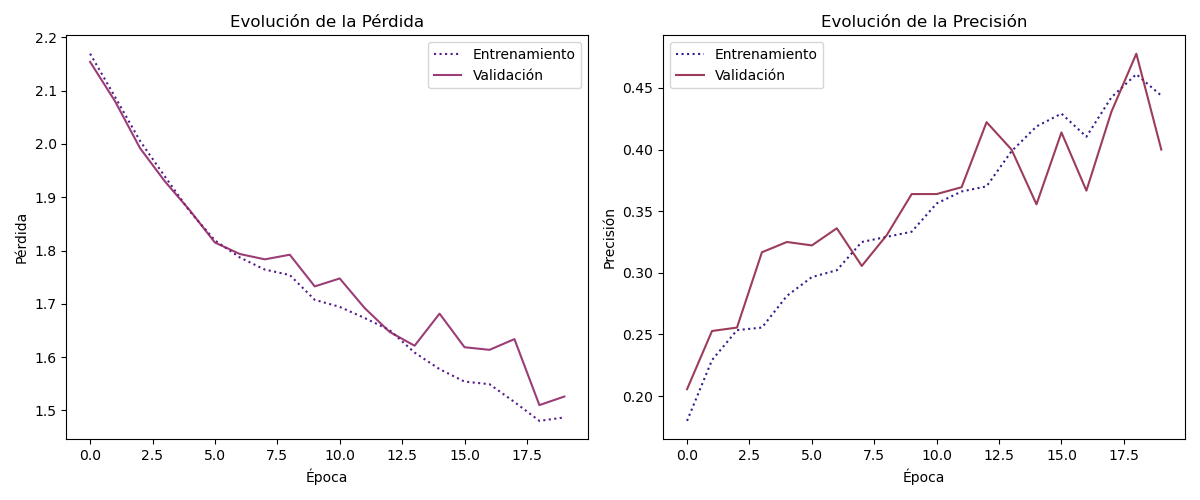 Evolución de la Pérdida
Pérdida
2.2
2.1
2.0
1.9
1.8
1.7
1.6
1.5
Entrenamiento
Validación
0.0 2.5 5.0 7.5 10.0 12.5 15.0 17.5
Época
Evolución de la Precisión
Precisión
0.45
0.40
0.35
0.30
0.25
0.20
Entrenamiento
Validación
0.0 2.5 5.0 7.5 10.0 12.5 15.0 17.5
Época